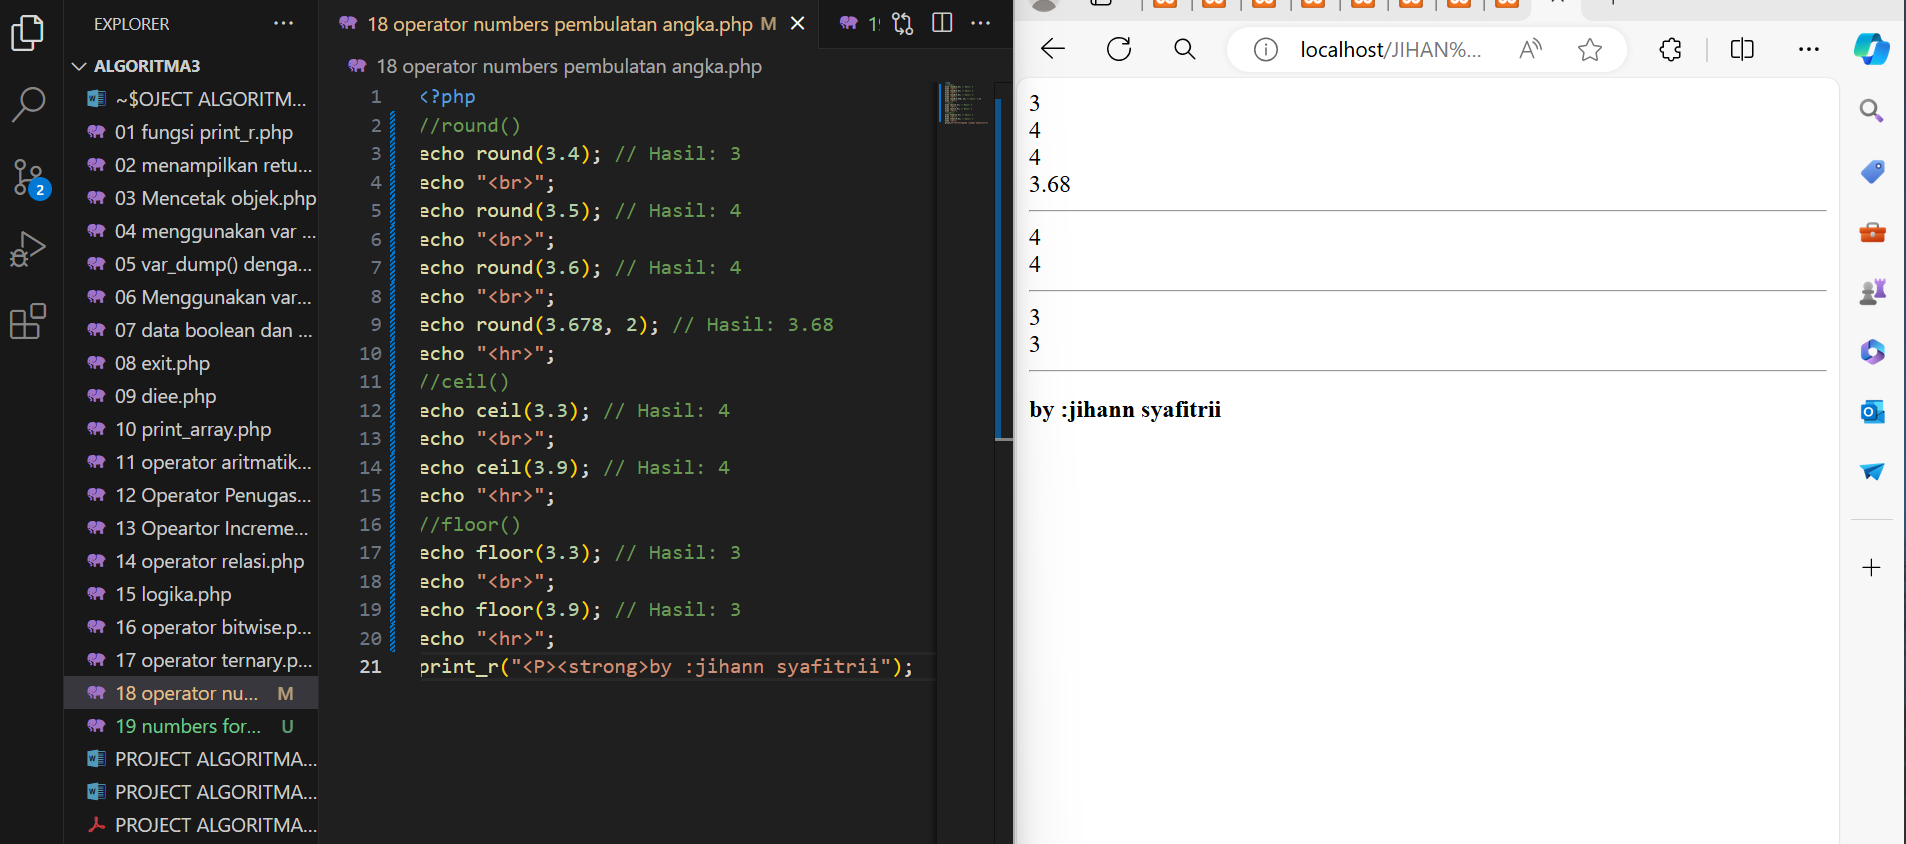 EXPLORER
ALGORITMA3
~$OJECT ALGORITM...
01 fungsi print_r.php
02 menampilkan retu...
03 Mencetak objek.php
04 menggunakan var ...
05 var_dump() denga...
06 Menggunakan var...
07 data boolean dan ...
08 exit.php
09 diee.php
10 print_array.php
11 operator aritmatik...
12 Operator Penugas...
13 Opeartor Increme...
14 operator relasi.php
15 logika.php
16 operator bitwise.p...
17 operator ternary.p...
18 operator nu... M
19 numbers for... U
PROJECT ALGORITMA...
PROJECT ALGORITMA...
PROJECT ALGORITMA...
2
18 operator numbers pembulatan angka.php M
18 operator numbers pembulatan angka.php
1 <?php
2 //round()
3 echo round(3.4); // Hasil: 3
4 echo "<br>";
5 echo round(3.5); // Hasil: 4
6 echo "<br>";
7 echo round(3.6); // Hasil: 4
8 echo "<br>";
9 echo round(3.678, 2); // Hasil: 3.68
10 echo "<hr>";
11 //ceil()
12 echo ceil(3.3); // Hasil: 4
13 echo "<br>";
14 echo ceil(3.9); // Hasil: 4
15 echo "<hr>";
16 //floor()
17 echo floor(3.3); // Hasil: 3
18 echo "<br>";
19 echo floor(3.9); // Hasil: 3
20 echo "<hr>";
21 print_r("<P><strong>by :jihann syafitrii");
localhost/JIHAN%...
3
4
4
3.68
4
4
3
3
by :jihann syafitrii